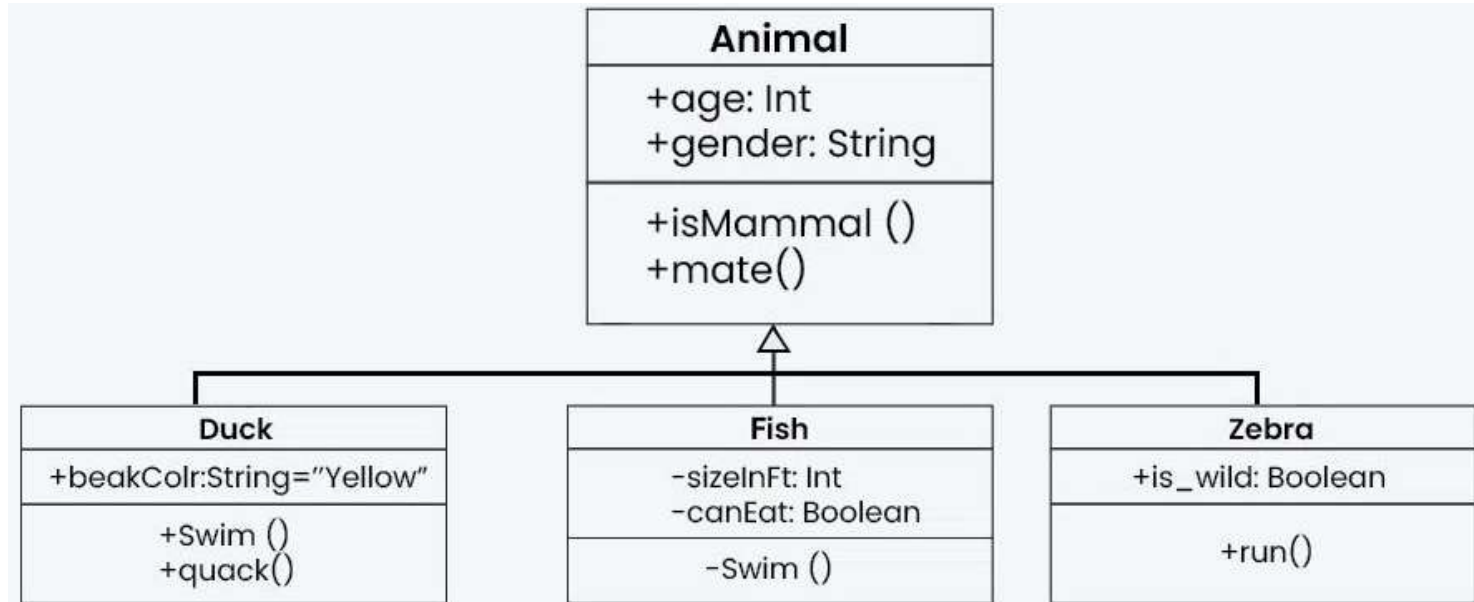 Animal
+age: Int
+gender: String
+isMammal ()
+mate()
Duck
+beakColr:String=”Yellow”
+Swim ()
+quack()
Fish
-sizeInFt: Int
-canEat: Boolean
-Swim ()
Zebra
+is_wild: Boolean
+run()